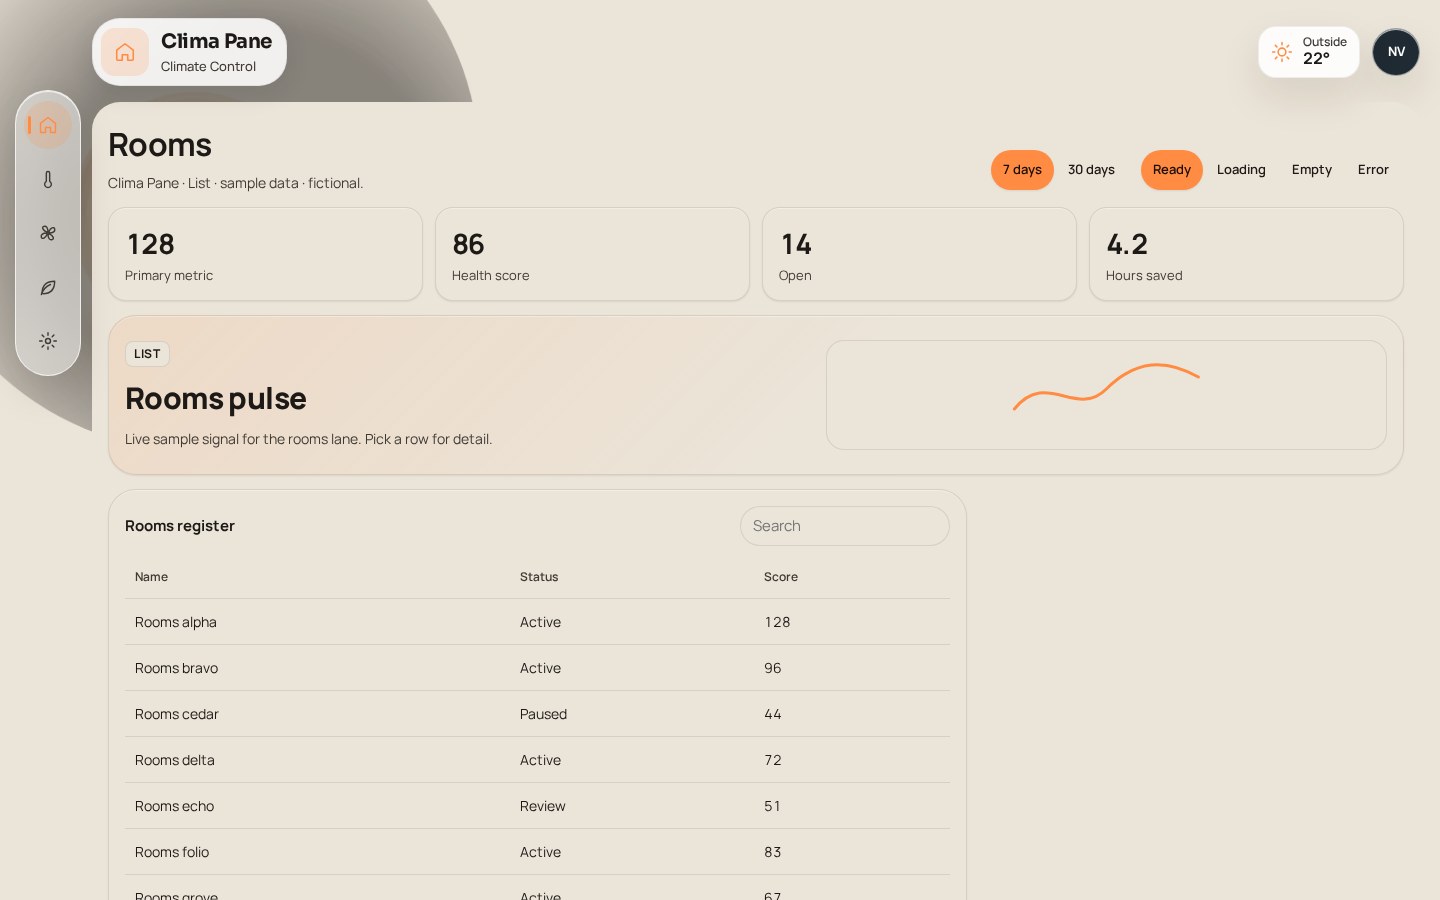 Clima Pane
Climate Control
Outside
22°
NV
Rooms
Clima Pane · List · sample data · fictional.
7 days
30 days
Ready
Loading
Empty
Error
128
Primary metric
86
Health score
14
Open
4.2
Hours saved
LIST
Rooms pulse
Live sample signal for the rooms lane. Pick a row for detail.
Rooms register
Search
Name Status Score
Rooms alpha Active 128
Rooms bravo Active 96
Rooms cedar Paused 44
Rooms delta Active 72
Rooms echo Review 51
Rooms folio Active 83
Rooms grove Active 67